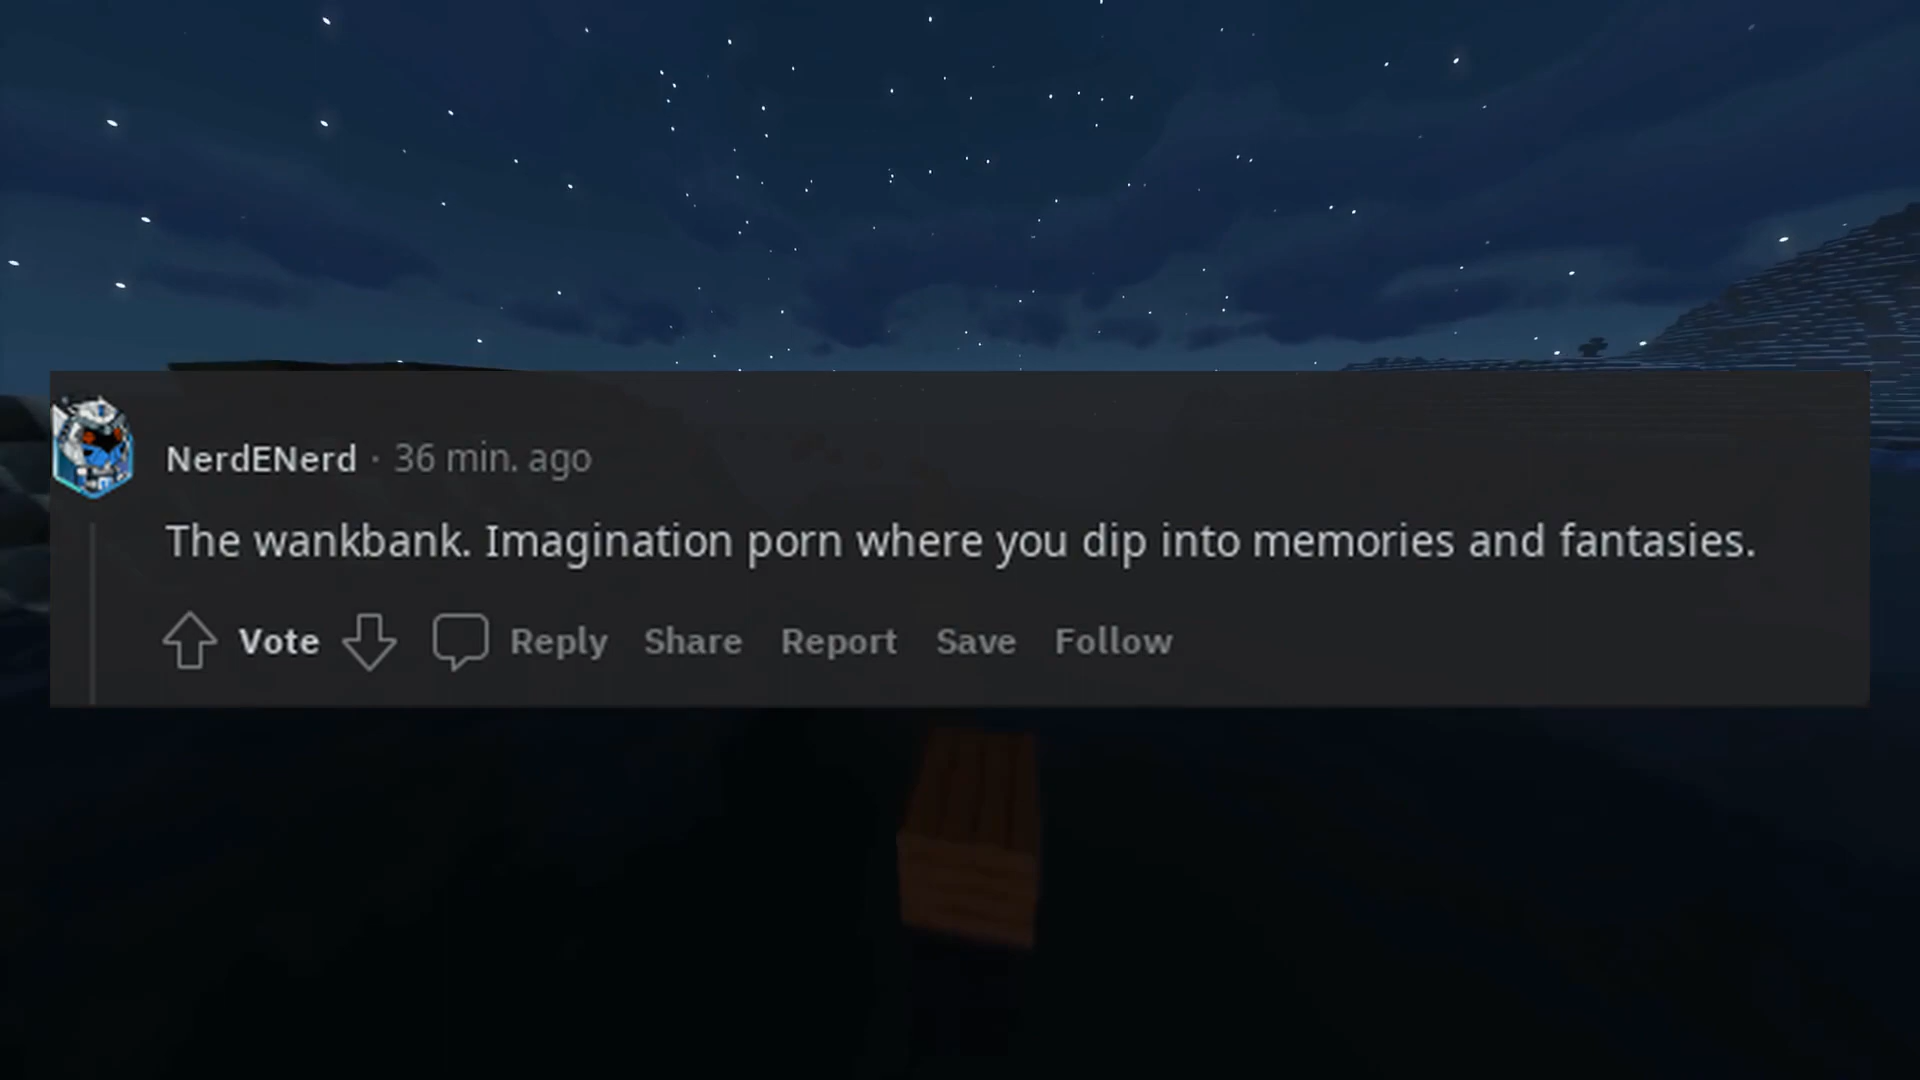 NerdENerd · 36 min. ago
The wankbank. Imagination porn where you dip into memories and fantasies.
Vote Reply Share Report Save Follow